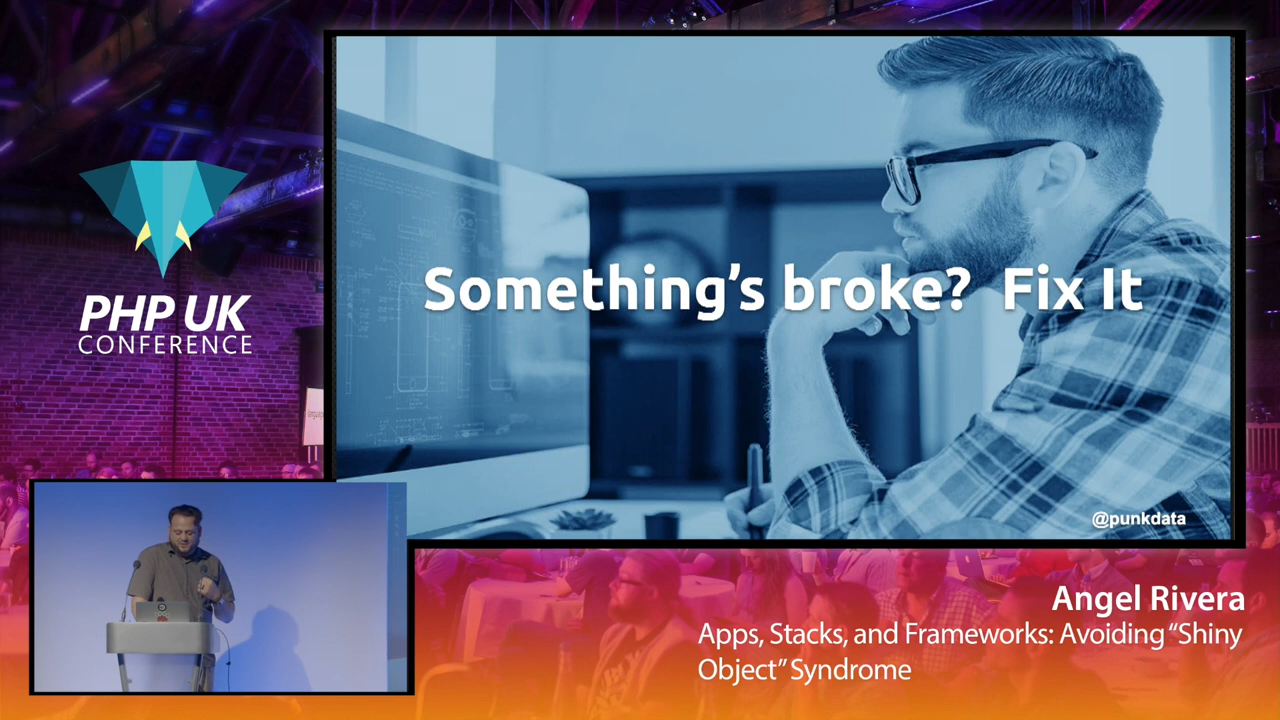 PHP UK
CONFERENCE
Something's broke? Fix It
@punkdata
Angel Rivera
Apps, Stacks, and Frameworks: Avoiding “Shiny
Object” Syndrome